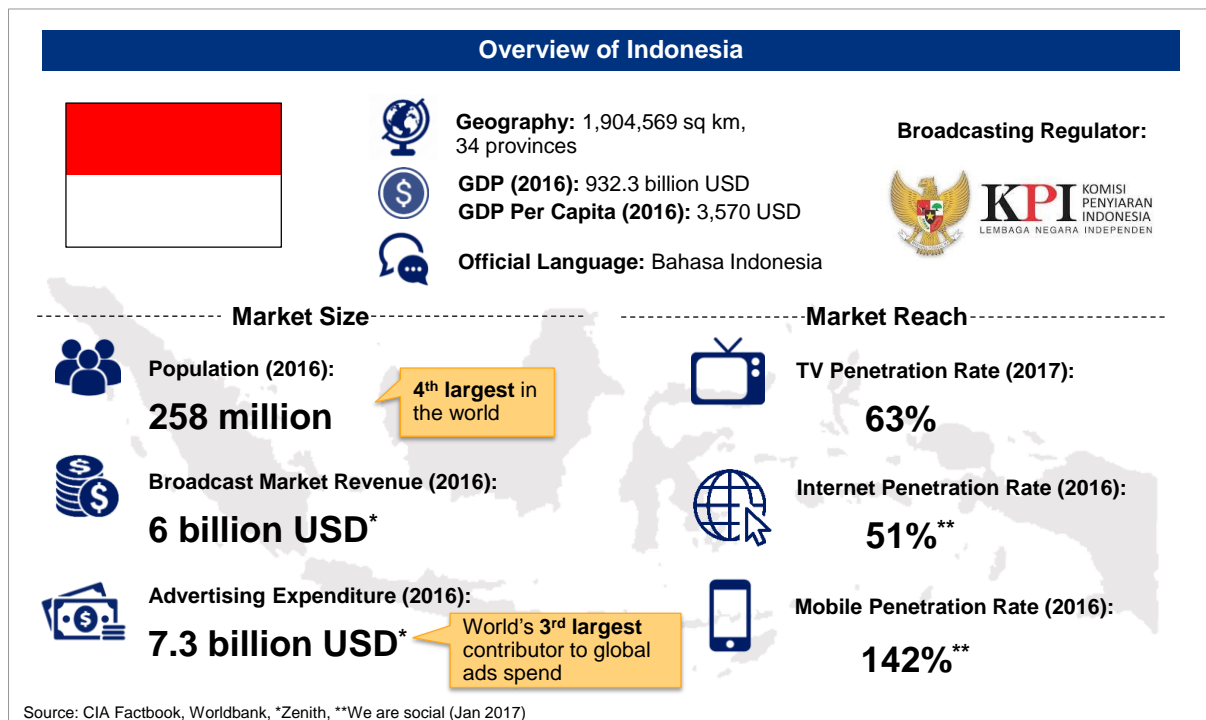 Overview of Indonesia
Geography: 1,904,569 sq km,
34 provinces
GDP (2016): 932.3 billion USD
GDP Per Capita (2016): 3,570 USD
Official Language: Bahasa Indonesia
Broadcasting Regulator:
KPI
KOMISI
PENYIARAN
INDONESIA
LEMBAGA NEGARA INDEPENDEN
Market Size
Population (2016):
258 million
4th largest in
the world
Broadcast Market Revenue (2016):
6 billion USD*
Advertising Expenditure (2016):
7.3 billion USD*
World's 3rd largest
contributor to global
ads spend
Market Reach
TV Penetration Rate (2017):
63%
Internet Penetration Rate (2016):
51%**
Mobile Penetration Rate (2016):
142%**
Source: CIA Factbook, Worldbank, *Zenith, **We are social (Jan 2017)